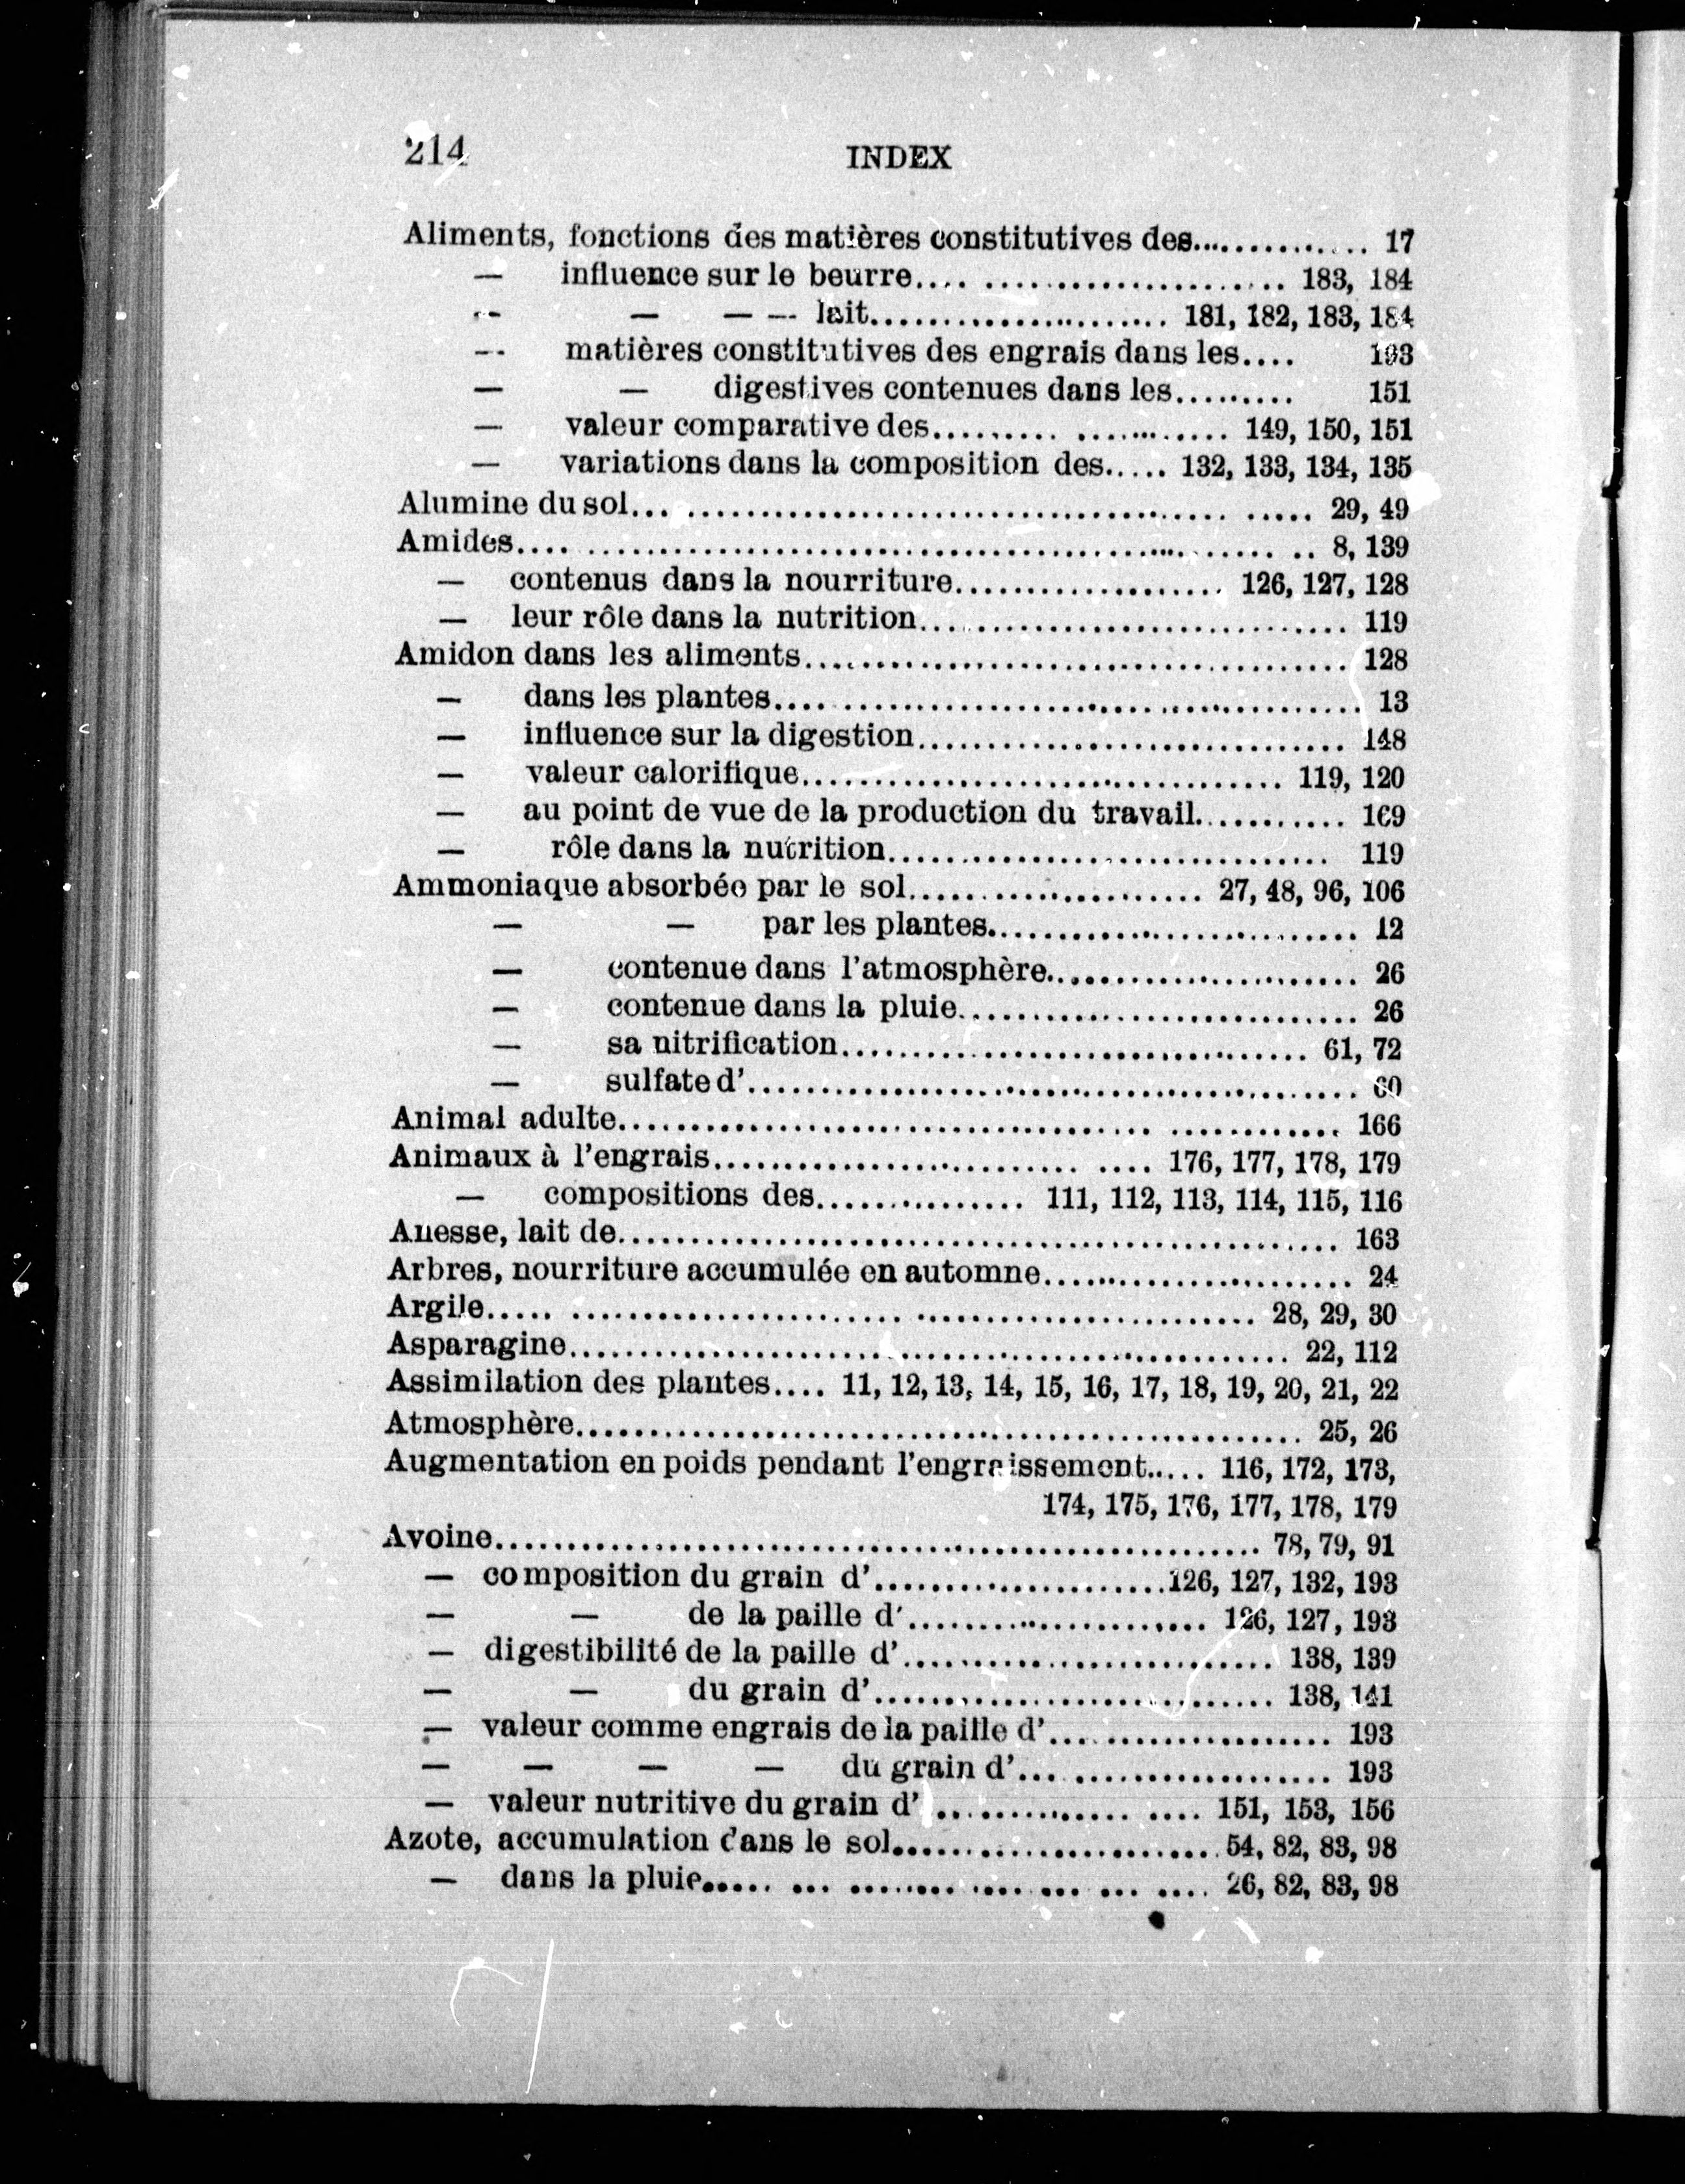 214 INDEX
Aliments, fonctions des matières constitutives des.............. 17
— influence sur le beurre.... ..................... 183, 184
— — — — lait..................... 181, 182, 183, 184
— matières constitutives des engrais dans les.... 193
— — digestives contenues dans les......... 151
— valeur comparative des......... ........... 149, 150, 151
— variations dans la composition des..... 132, 133, 134, 135
Alumine du sol... ..................................... ..... 29, 49
Amides.... ............................................... .. 8, 139
— contenus dans la nourriture................... 126, 127, 128
— leur rôle dans la nutrition.............................. 119
Amidon dans les aliments...................................... 128
— dans les plantes.... .................................... 13
— influence sur la digestion.............................. 148
— valeur calorifique.................................. 119, 120
— au point de vue de la production du travail........... 169
— rôle dans la nutrition............................... 119
Ammoniaque absorbée par le sol..................... 27, 48, 96, 106
— — par les plantes.......................... 12
— contenue dans l'atmosphère...................... 26
— contenue dans la pluie............................ 26
— sa nitrification................................. 61, 72
— sulfate d'.......................................... 60
Animal adulte..................................... ............ 166
Animaux à l'engrais.......................... .... 176, 177, 178, 179
— compositions des............... 111, 112, 113, 114, 115, 116
Anesse, lait de.................................................. 163
Arbres, nourriture accumulée en automne...................... 24
Argile..... ....................... ........................ 28, 29, 30
Asparagine.................................................. 22, 112
Assimilation des plantes.... 11, 12, 13, 14, 15, 16, 17, 18, 19, 20, 21, 22
Atmosphère................................................... 25, 26
Augmentation en poids pendant l'engraissement..... 116, 172, 173,
174, 175, 176, 177, 178, 179
Avoine..................................................... 78, 79, 91
— composition du grain d'....................126, 127, 132, 193
— — de la paille d'..................... 126, 127, 193
— digestibilité de la paille d'.......................... 138, 139
— — du grain d'............................ 138, 141
— valeur comme engrais de la paille d'.................... 193
— — — — du grain d'... .................. 193
— valeur nutritive du grain d' .............. .... 151, 153, 156
Azote, accumulation dans le sol....................... 54, 82, 83, 98
— dans la pluie..... ... ....... .... ... ... .... 26, 82, 83, 98